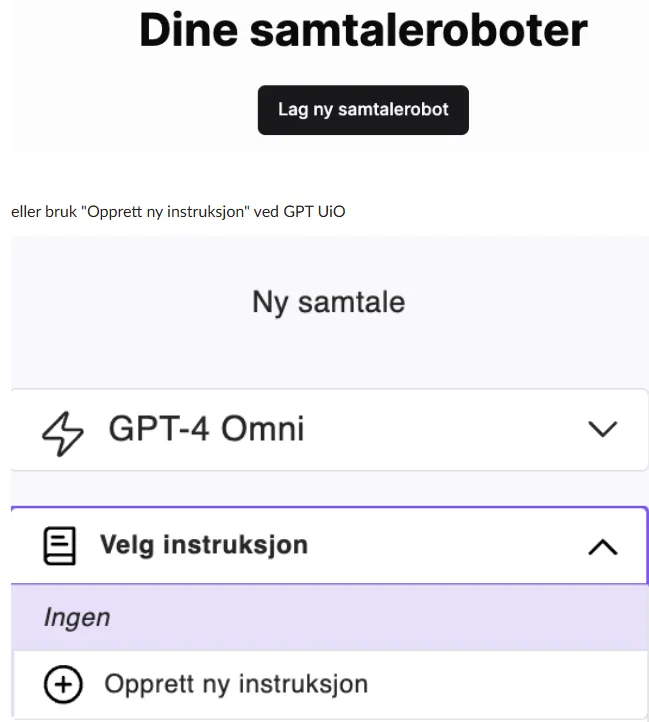 Dine samtaleroboter
Lag ny samtalerobot
eller bruk "Opprett ny instruksjon" ved GPT UiO
Ny samtale
GPT-4 Omni
Velg instruksjon
Ingen
Opprett ny instruksjon